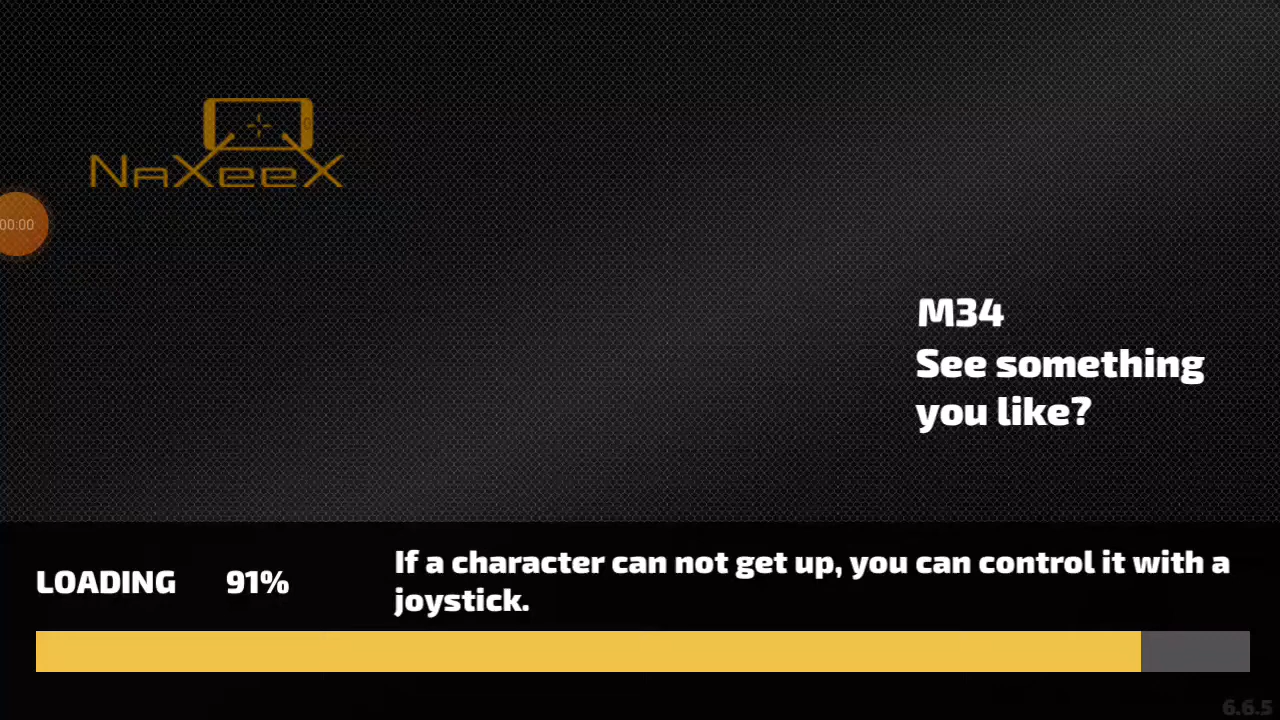 NAXeeX
00:00
M34
See something
you like?
If a character can not get up, you can control it with a
joystick.
LOADING 91%
6.6.5